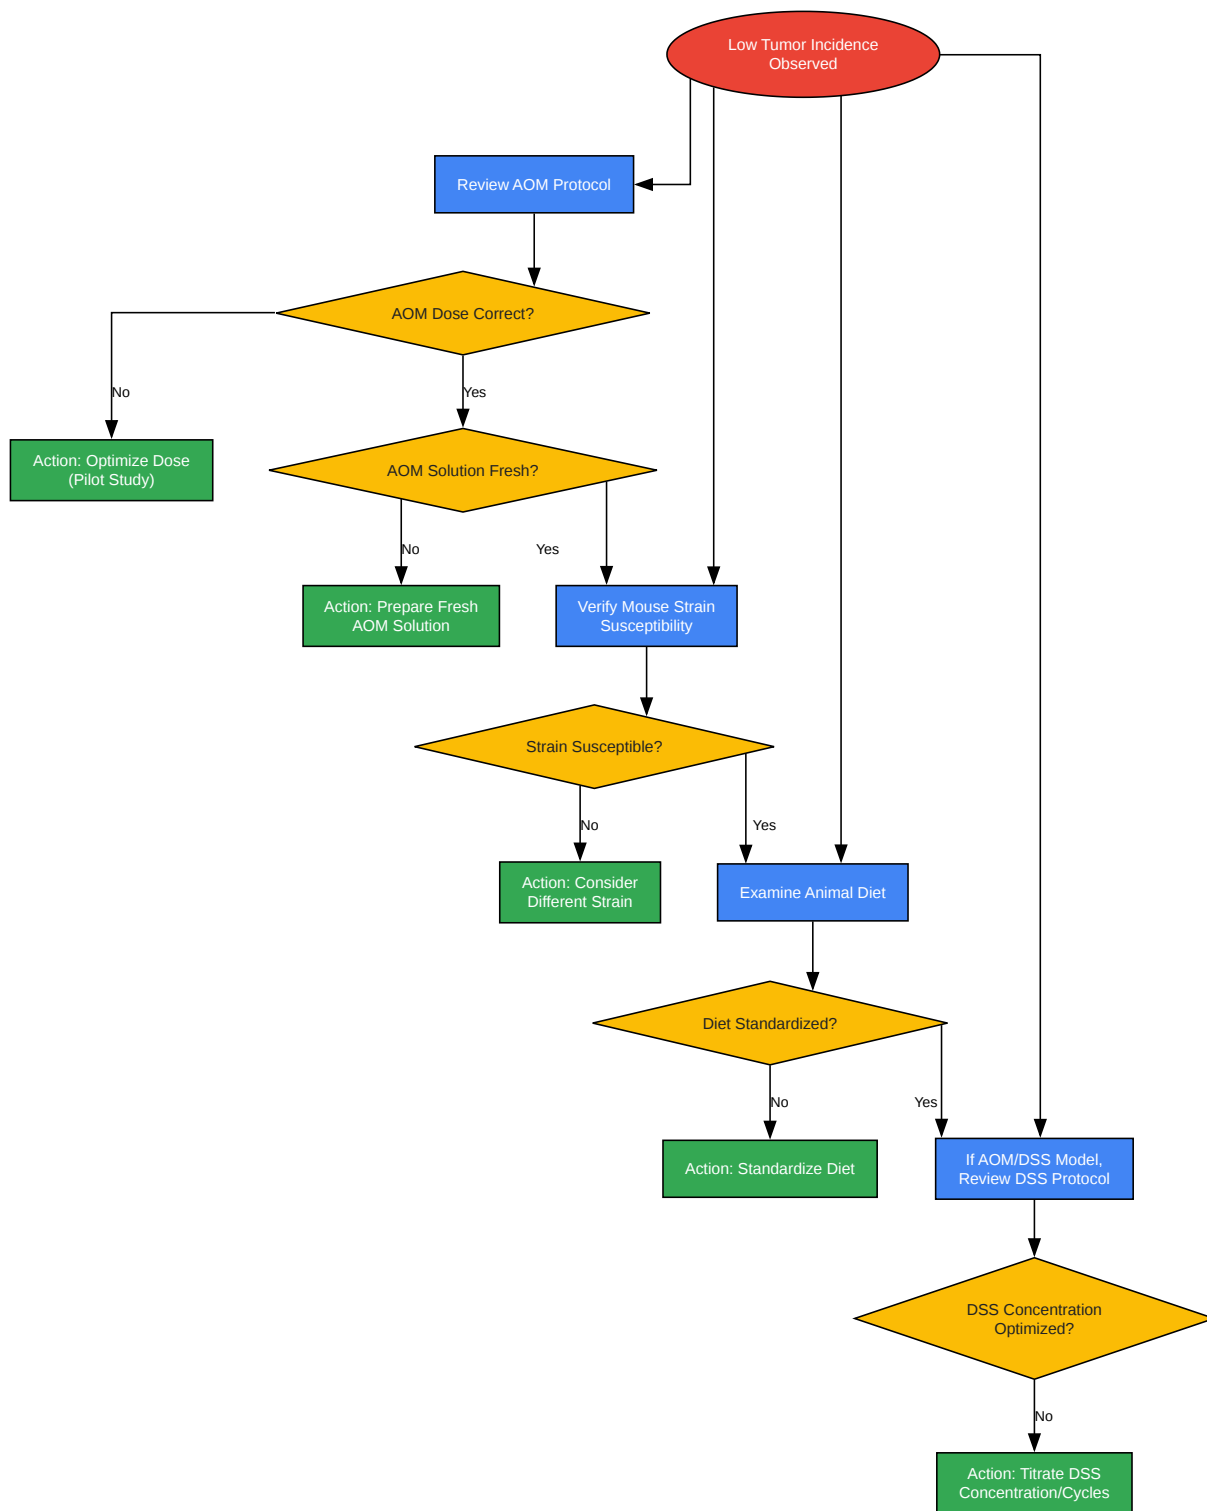 Low Tumor Incidence
Observed
Review AOM Protocol
AOM Dose Correct?
No
Yes
Action: Optimize Dose
(Pilot Study)
AOM Solution Fresh?
No
Yes
Action: Prepare Fresh
AOM Solution
Verify Mouse Strain
Susceptibility
Strain Susceptible?
No
Yes
Action: Consider
Different Strain
Examine Animal Diet
Diet Standardized?
No
Yes
Action: Standardize Diet
If AOM/DSS Model,
Review DSS Protocol
DSS Concentration
Optimized?
No
Action: Titrate DSS
Concentration/Cycles